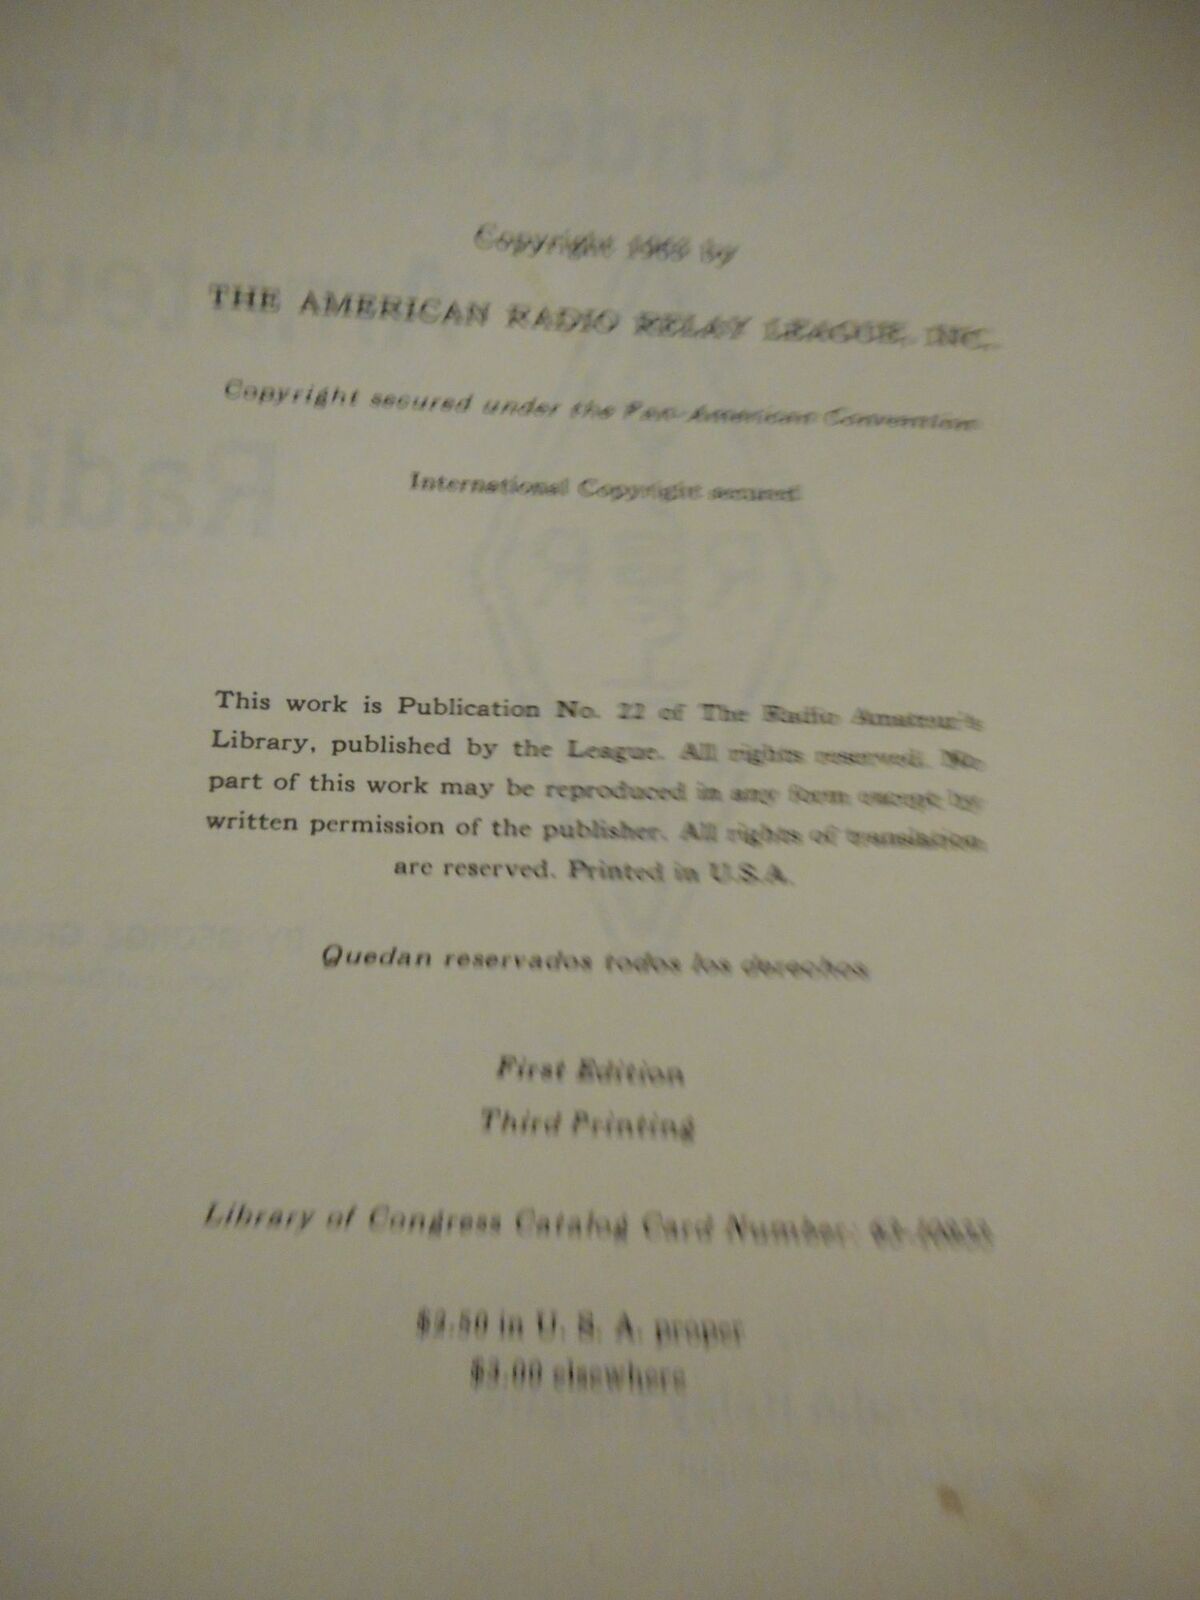 Copyright by
THE AMERICAN RADIO RELAY LEAGUE, INC.
Copyright secured under the Pan-American Convention
International Copyright secured
This work is Publication No. 22 of The Radio Amateur's
Library, published by the League. All rights reserved. No
part of this work may be reproduced in any form except by
written permission of the publisher. All rights of translation
are reserved. Printed in U.S.A.
Quedan reservados todos los derechos
First Edition
Third Printing
Library of Congress Catalog Card Number:
in U. S. A. proper
$3.00 elsewhere